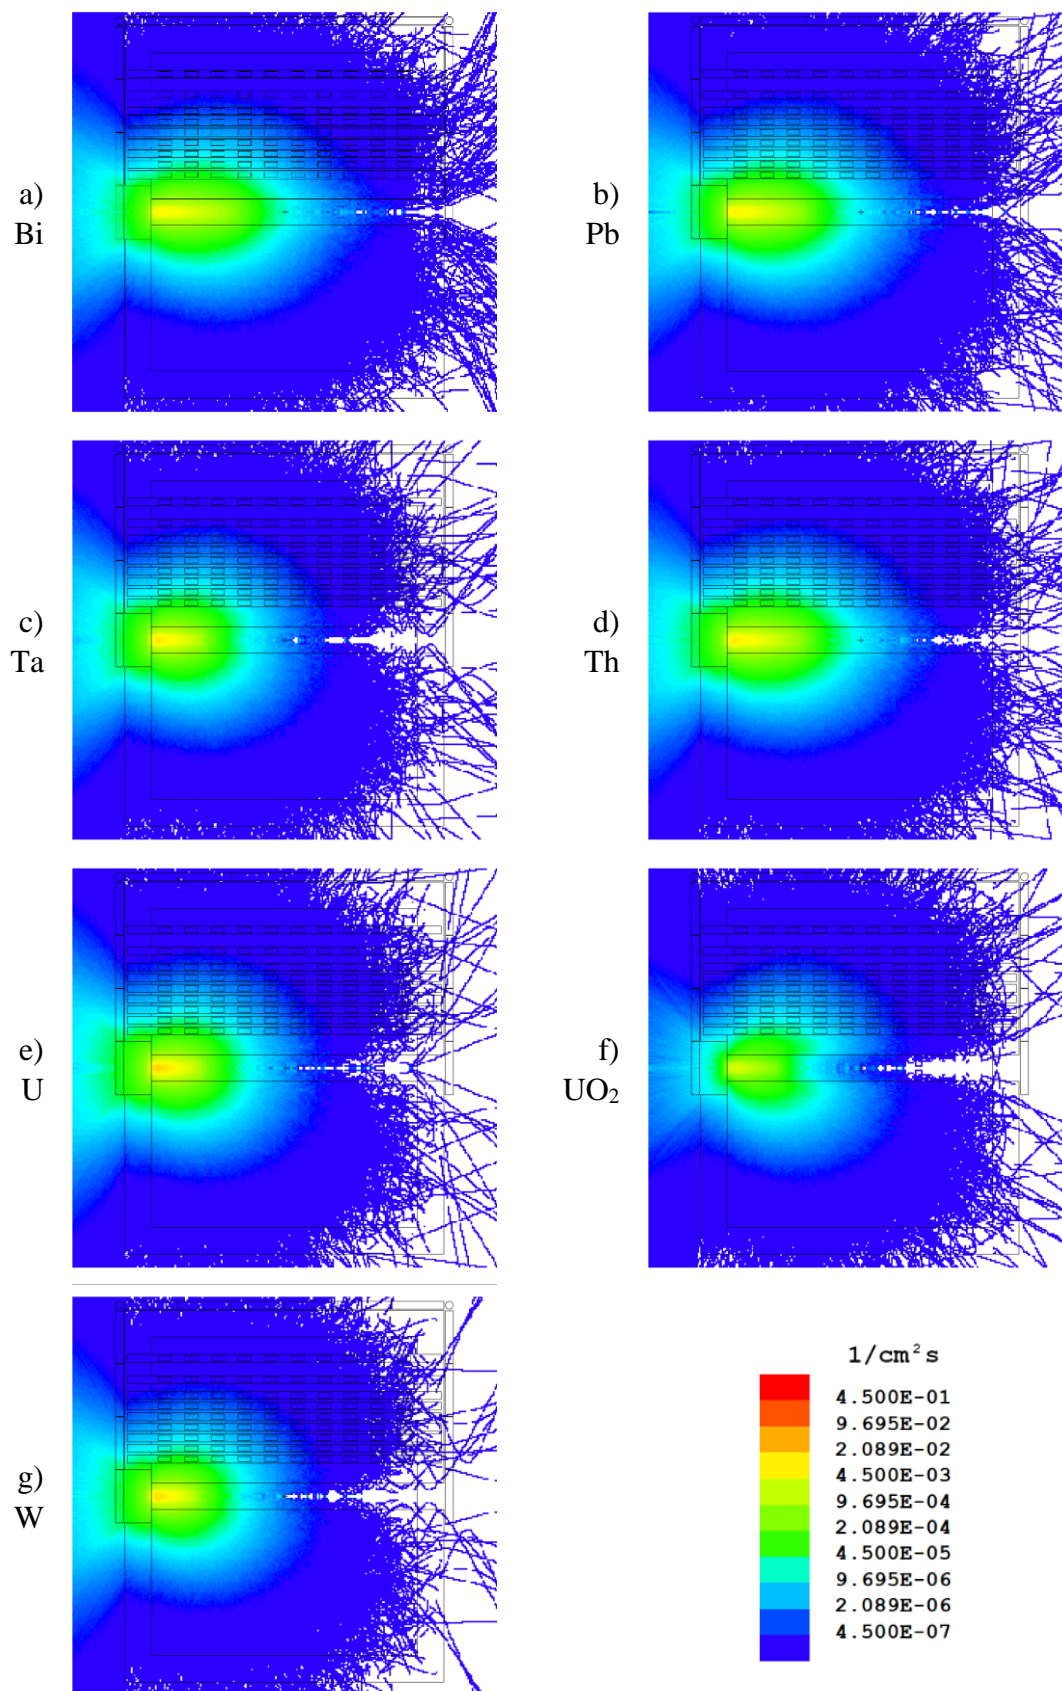 a)
Bi
b)
Pb
c)
Ta
d)
Th
e)
U
f)
UO₂
g)
W
1/cm²s
4.500E-01
9.695E-02
2.089E-02
4.500E-03
9.695E-04
2.089E-04
4.500E-05
9.695E-06
2.089E-06
4.500E-07